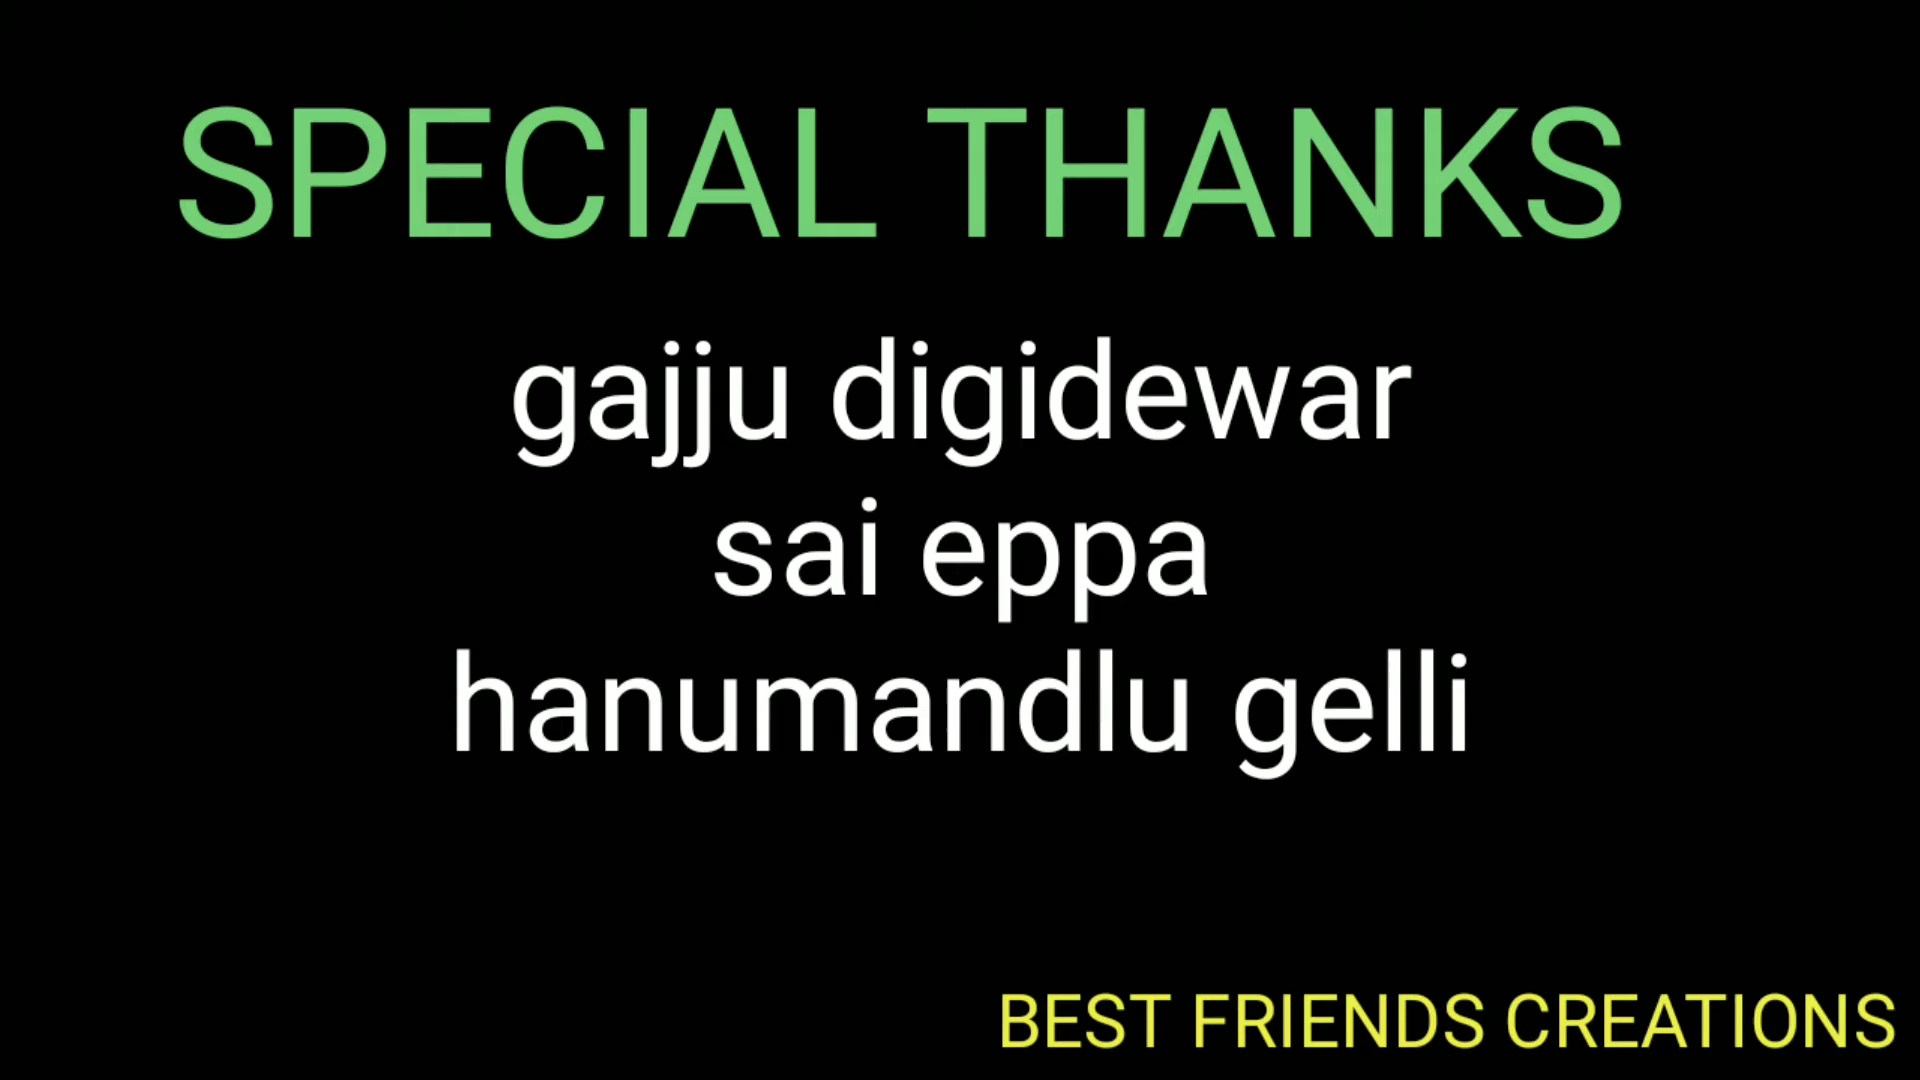 SPECIAL THANKS
gajju digidewar
sai eppa
hanumandlu gelli
BEST FRIENDS CREATIONS